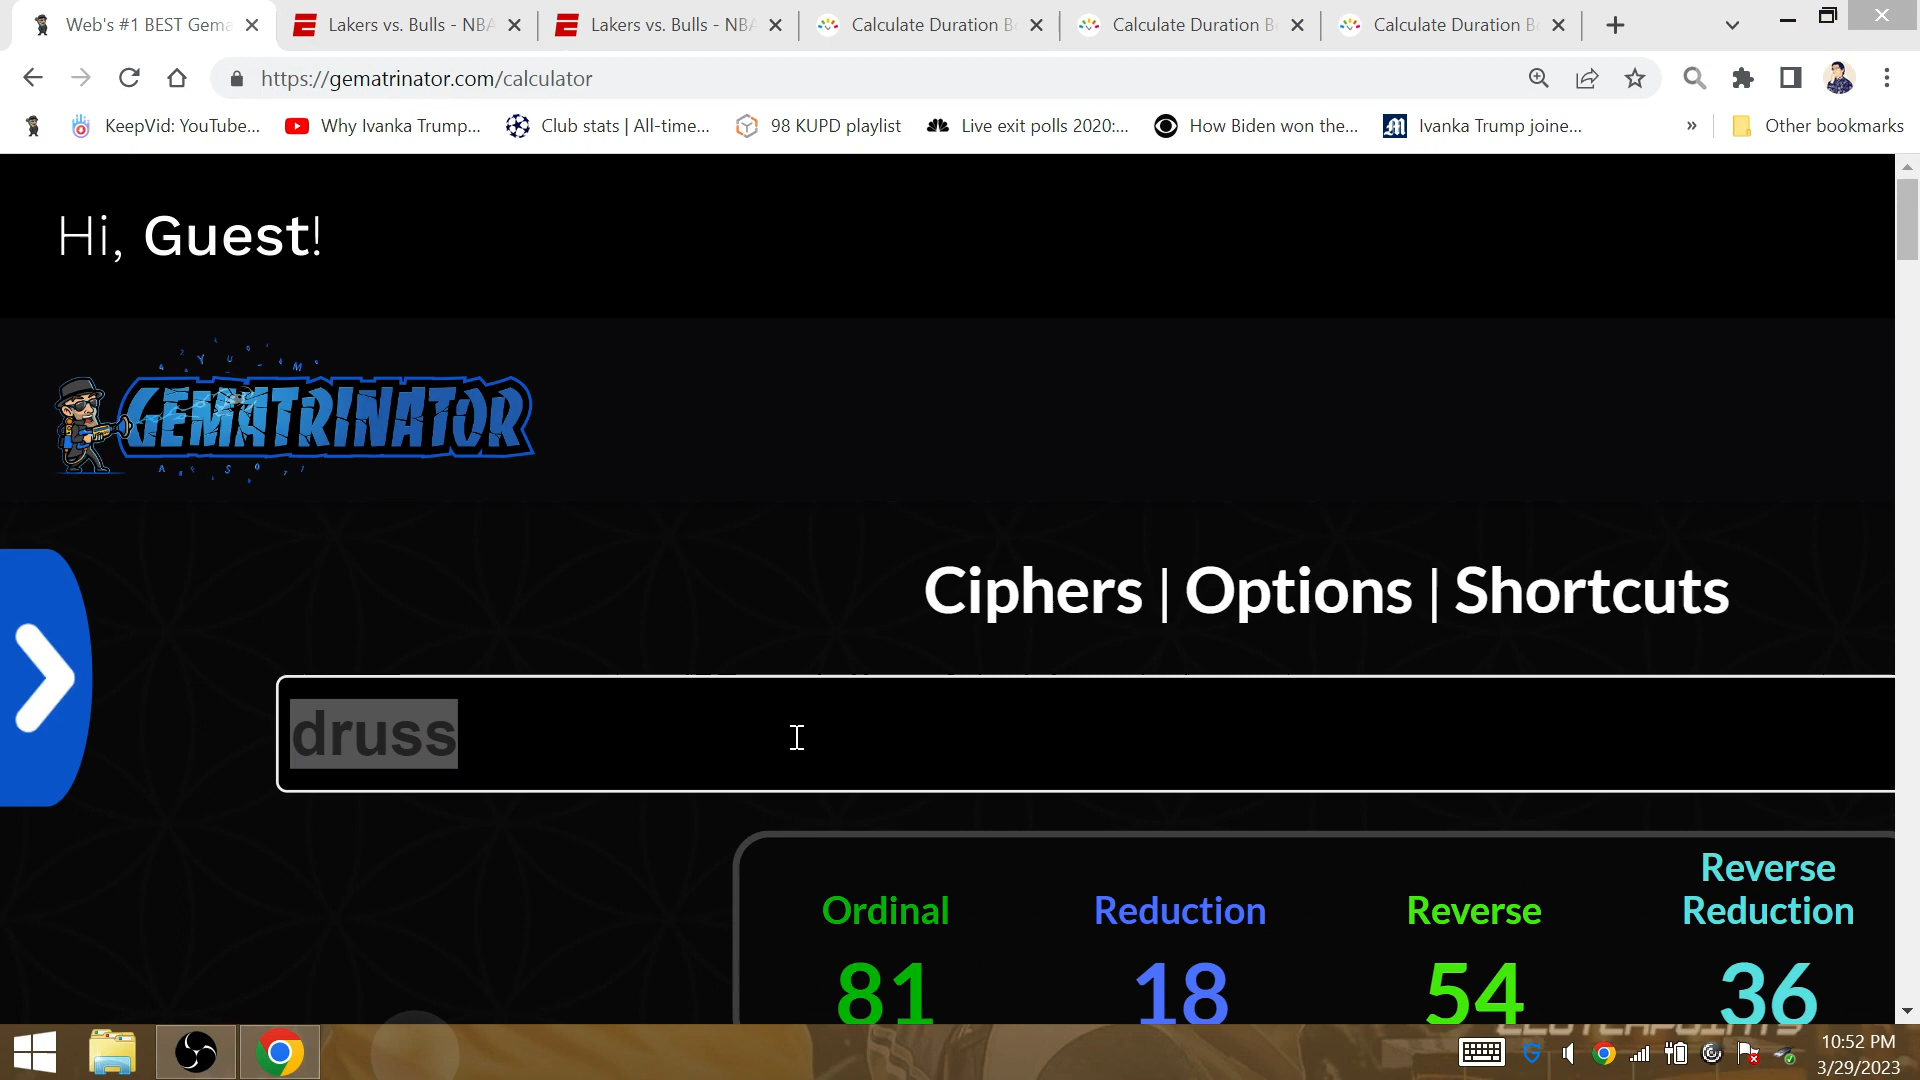 Web's #1 BEST Gema
Lakers vs. Bulls - NBA
Lakers vs. Bulls - NBA
Calculate Duration Be
Calculate Duration Be
Calculate Duration B
https://gematrinator.com/calculator
KeepVid: YouTube...
Why Ivanka Trump...
Club stats | All-time...
98 KUPD playlist
Live exit polls 2020:...
How Biden won the...
Ivanka Trump joine...
»
Other bookmarks
Hi, Guest!
GEMATRINATOR
Ciphers | Options | Shortcuts
druss
Ordinal
Reduction
Reverse
Reverse
Reduction
81
18
54
36
CLUTCHPOINTS
10:52 PM
3/29/2023